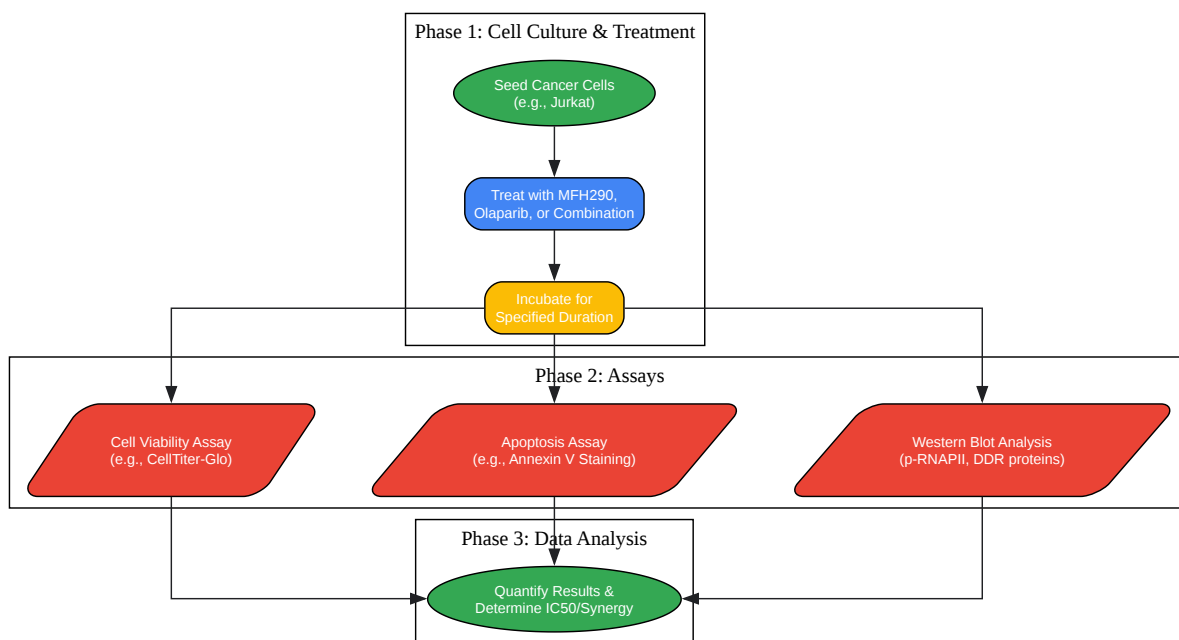 Phase 1: Cell Culture & Treatment
Seed Cancer Cells
(e.g., Jurkat)
Treat with MFH290,
Olaparib, or Combination
Incubate for
Specified Duration
Phase 2: Assays
Cell Viability Assay
(e.g., CellTiter-Glo)
Apoptosis Assay
(e.g., Annexin V Staining)
Western Blot Analysis
(p-RNAPII, DDR proteins)
Phase 3: Data Analysis
Quantify Results &
Determine IC50/Synergy